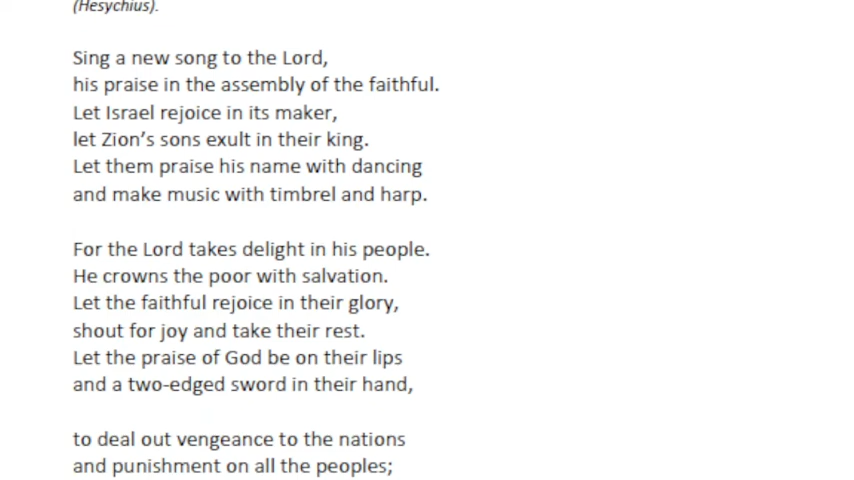 (Hesychius).
Sing a new song to the Lord,
his praise in the assembly of the faithful.
Let Israel rejoice in its maker,
let Zion’s sons exult in their king.
Let them praise his name with dancing
and make music with timbrel and harp.
For the Lord takes delight in his people.
He crowns the poor with salvation.
Let the faithful rejoice in their glory,
shout for joy and take their rest.
Let the praise of God be on their lips
and a two-edged sword in their hand,
to deal out vengeance to the nations
and punishment on all the peoples;